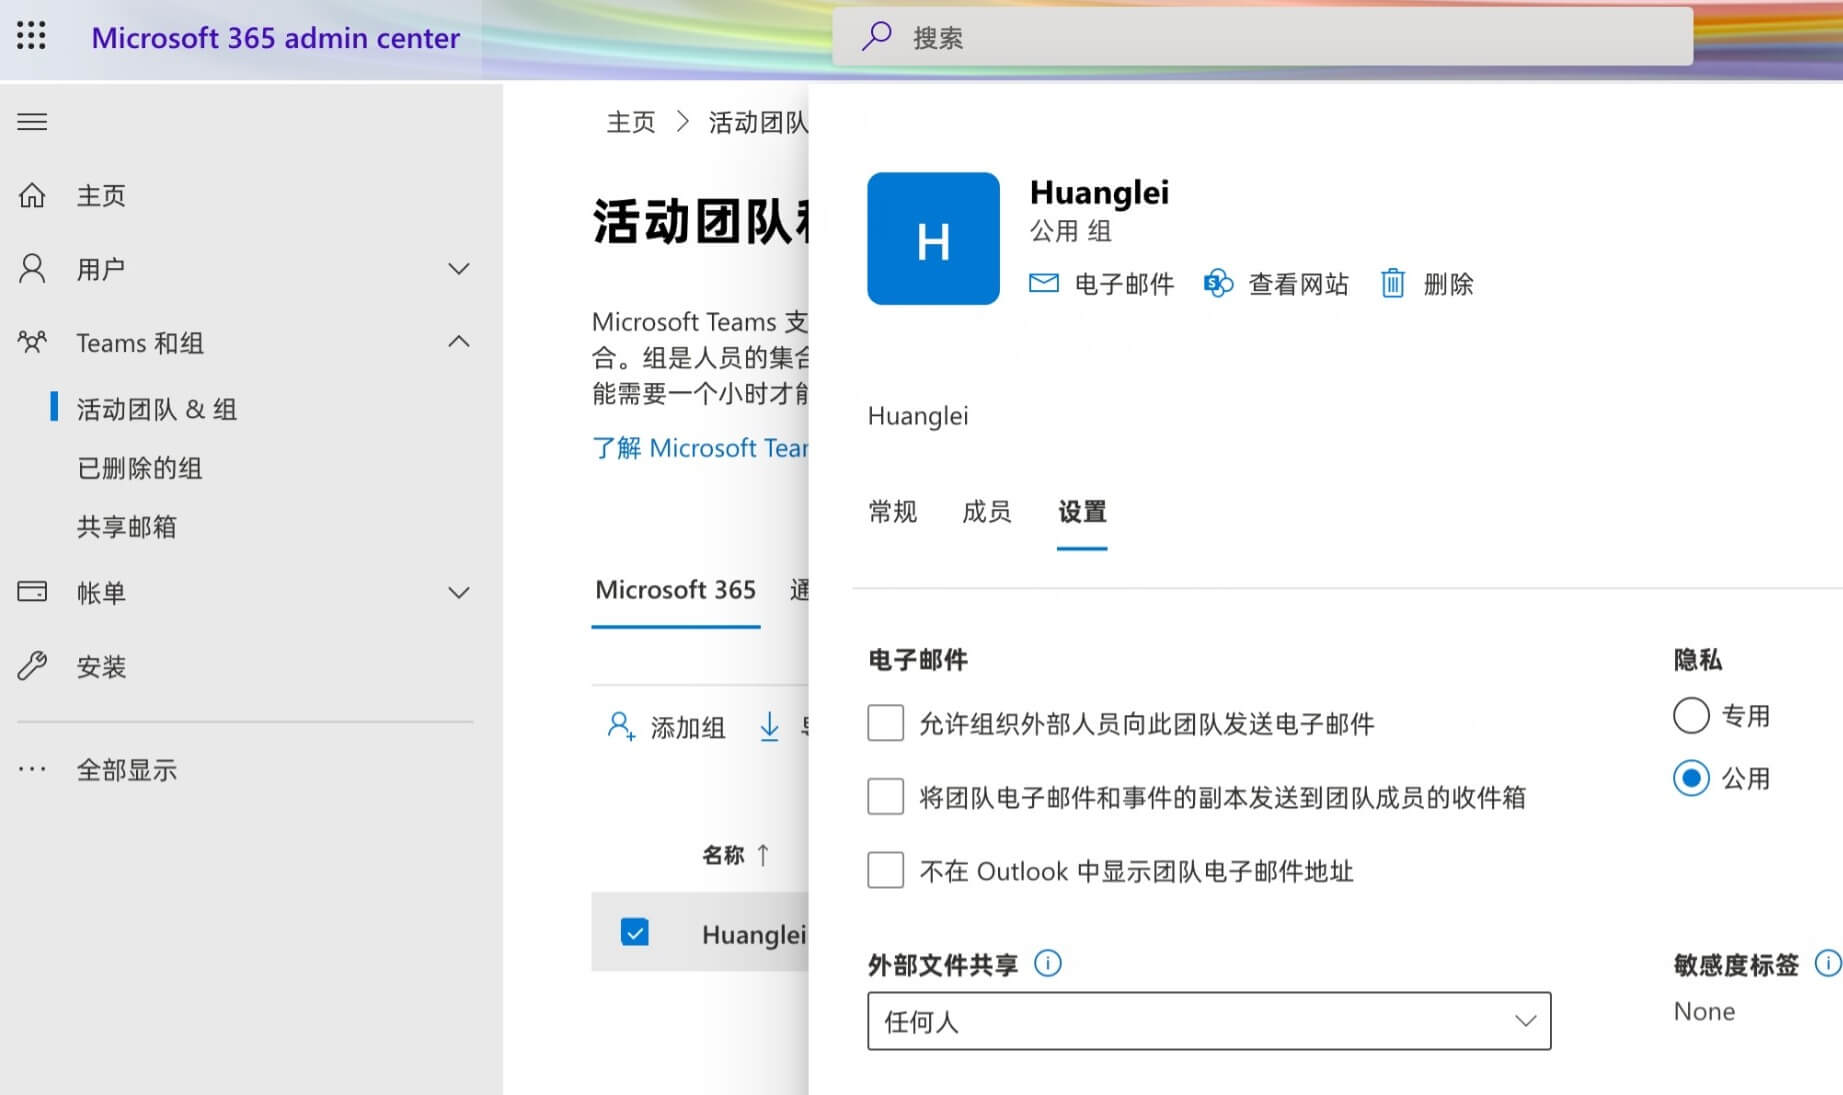 Microsoft 365 admin center
搜索
主页
用户
Teams 和组
活动团队 & 组
已删除的组
共享邮箱
帐单
安装
全部显示
主页 > 活动团队
活动团队
Microsoft Teams 支
合。组是人员的集合
能需要一个小时才能
了解 Microsoft Tea
Microsoft 365 通
添加组
名称 ↑
Huanglei
H
Huanglei
公用 组
电子邮件 查看网站 删除
Huanglei
常规 成员 设置
电子邮件
允许组织外部人员向此团队发送电子邮件
将团队电子邮件和事件的副本发送到团队成员的收件箱
不在 Outlook 中显示团队电子邮件地址
外部文件共享
任何人
隐私
专用
公用
敏感度标签
None